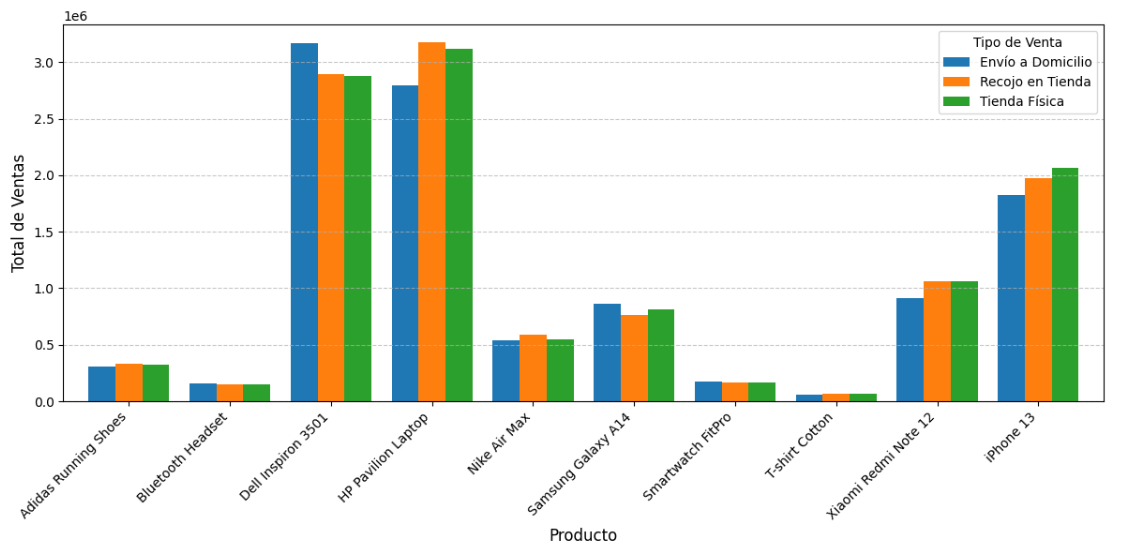 1e6
Total de Ventas
3.0
2.5
2.0
1.5
1.0
0.5
0.0
Tipo de Venta
Envío a Domicilio
Recojo en Tienda
Tienda Física
Adidas Running Shoes
Bluetooth Headset
Dell Inspiron 3501
HP Pavilion Laptop
Nike Air Max
Samsung Galaxy A14
Smartwatch FitPro
T-shirt Cotton
Xiaomi Redmi Note 12
iPhone 13
Producto